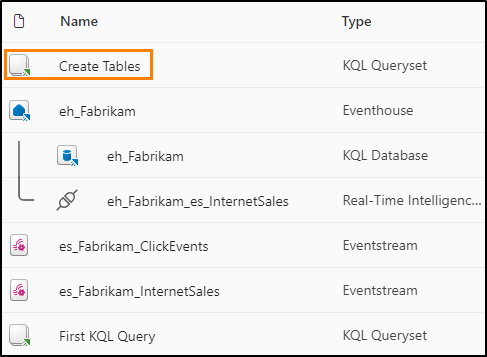 Name Type
Create Tables KQL Queryset
eh_Fabrikam Eventhouse
eh_Fabrikam KQL Database
eh_Fabrikam_es_InternetSales Real-Time Intelligenc...
es_Fabrikam_ClickEvents Eventstream
es_Fabrikam_InternetSales Eventstream
First KQL Query KQL Queryset